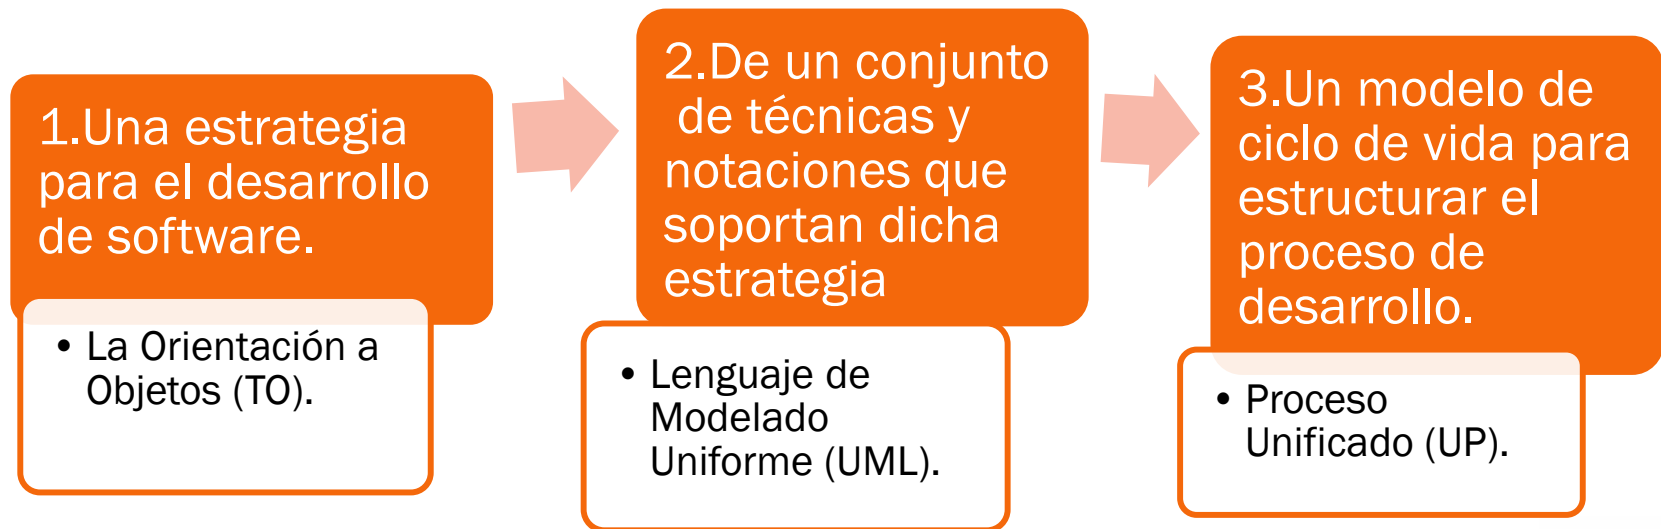 1.Una estrategia
para el desarrollo
de software.
• La Orientación a
Objetos (TO).
2.De un conjunto
de técnicas y
notaciones que
soportan dicha
estrategia
• Lenguaje de
Modelado
Uniforme (UML).
3.Un modelo de
ciclo de vida para
estructurar el
proceso de
desarrollo.
• Proceso
Unificado (UP).